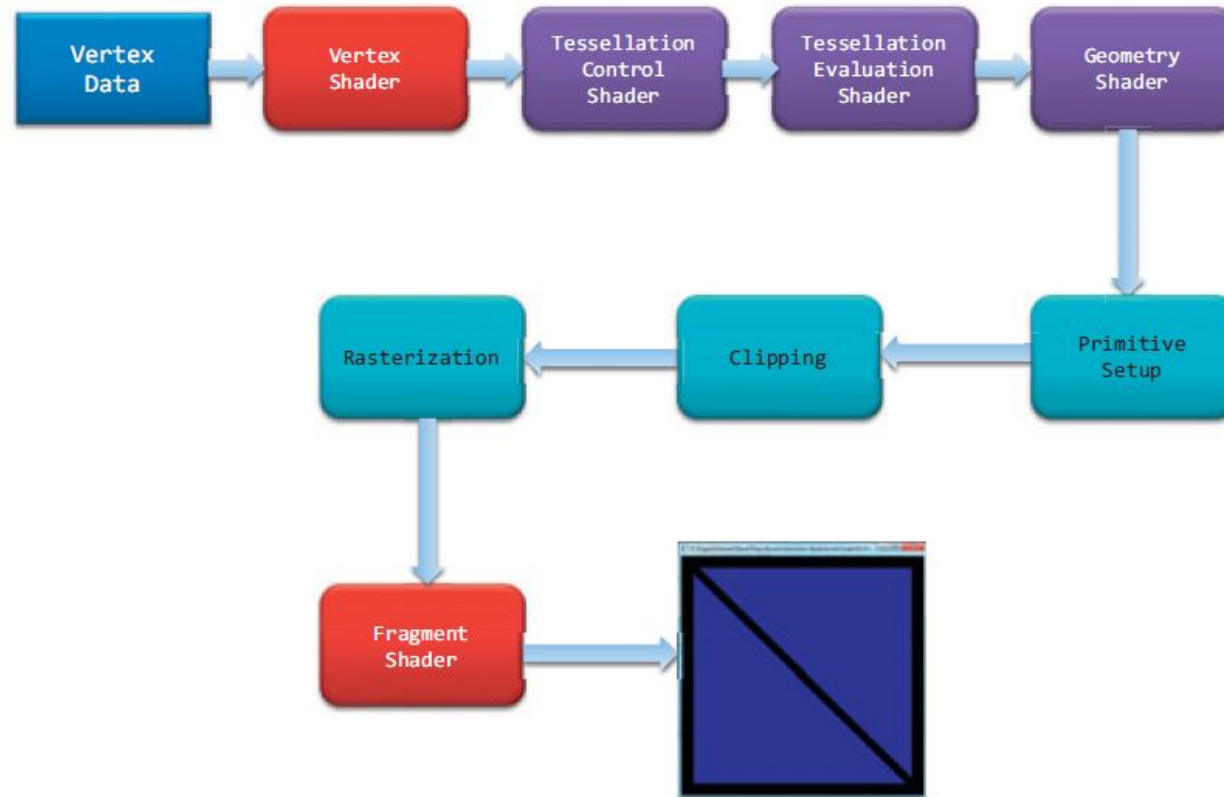 Vertex
Data
Vertex
Shader
Tessellation
Control
Shader
Tessellation
Evaluation
Shader
Geometry
Shader
Primitive
Setup
Clipping
Rasterization
Fragment
Shader